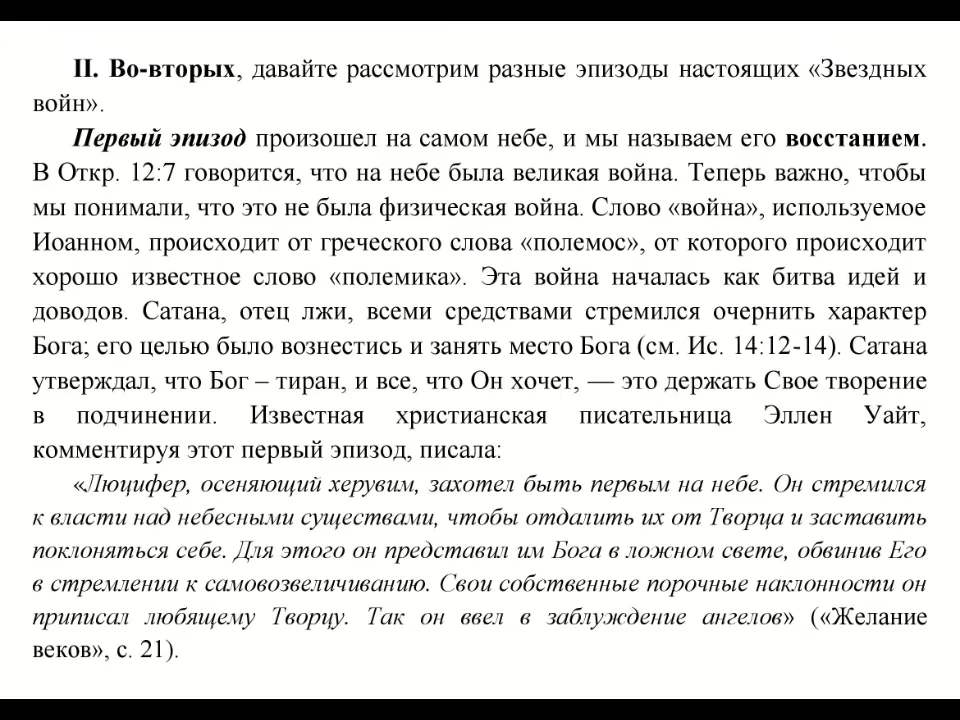 II. Во-вторых, давайте рассмотрим разные эпизоды настоящих «Звездных
войн».
Первый эпизод произошел на самом небе, и мы называем его восстанием.
В Откр. 12:7 говорится, что на небе была великая война. Теперь важно, чтобы
мы понимали, что это не была физическая война. Слово «война», используемое
Иоанном, происходит от греческого слова «полемос», от которого происходит
хорошо известное слово «полемика». Эта война началась как битва идей и
доводов. Сатана, отец лжи, всеми средствами стремился очернить характер
Бога; его целью было вознестись и занять место Бога (см. Ис. 14:12-14). Сатана
утверждал, что Бог – тиран, и все, что Он хочет, — это держать Свое творение
в подчинении. Известная христианская писательница Эллен Уайт,
комментируя этот первый эпизод, писала:
«Люцифер, осеняющий херувим, захотел быть первым на небе. Он стремился
к власти над небесными существами, чтобы отдалить их от Творца и заставить
поклоняться себе. Для этого он представил им Бога в ложном свете, обвинив Его
в стремлении к самовозвеличиванию. Свои собственные порочные наклонности он
приписал любящему Творцу. Так он ввел в заблуждение ангелов» («Желание
веков», с. 21).